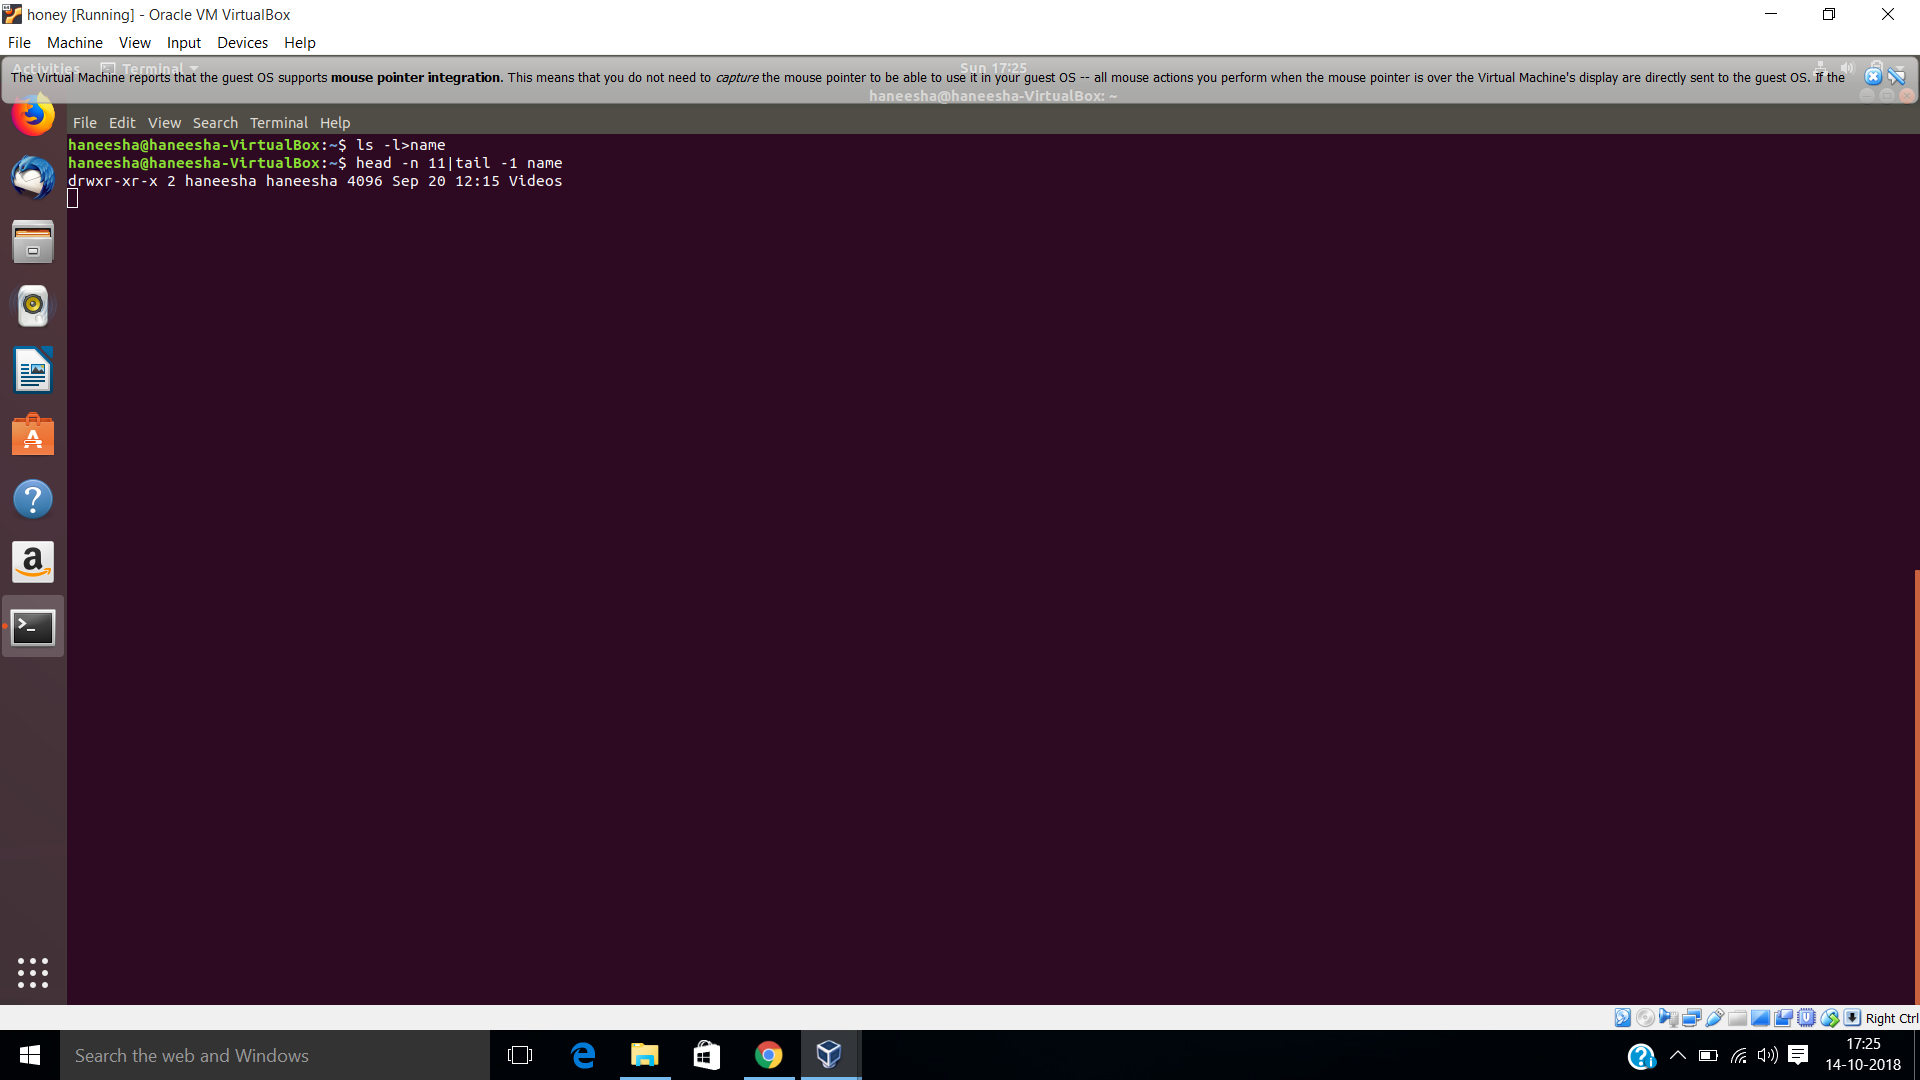 honey [Running] - Oracle VM VirtualBox
File Machine View Input Devices Help
Activities Terminal Sun 17:25
The Virtual Machine reports that the guest OS supports mouse pointer integration. This means that you do not need to capture the mouse pointer to be able to use it in your guest OS -- all mouse actions you perform when the mouse pointer is over the Virtual Machine's display are directly sent to the guest OS. If the
haneesha@haneesha-VirtualBox: ~
File Edit View Search Terminal Help
haneesha@haneesha-VirtualBox:~$ ls -l>name
haneesha@haneesha-VirtualBox:~$ head -n 11|tail -1 name
drwxr-xr-x 2 haneesha haneesha 4096 Sep 20 12:15 Videos
Right Ctrl
Search the web and Windows
17:25
14-10-2018